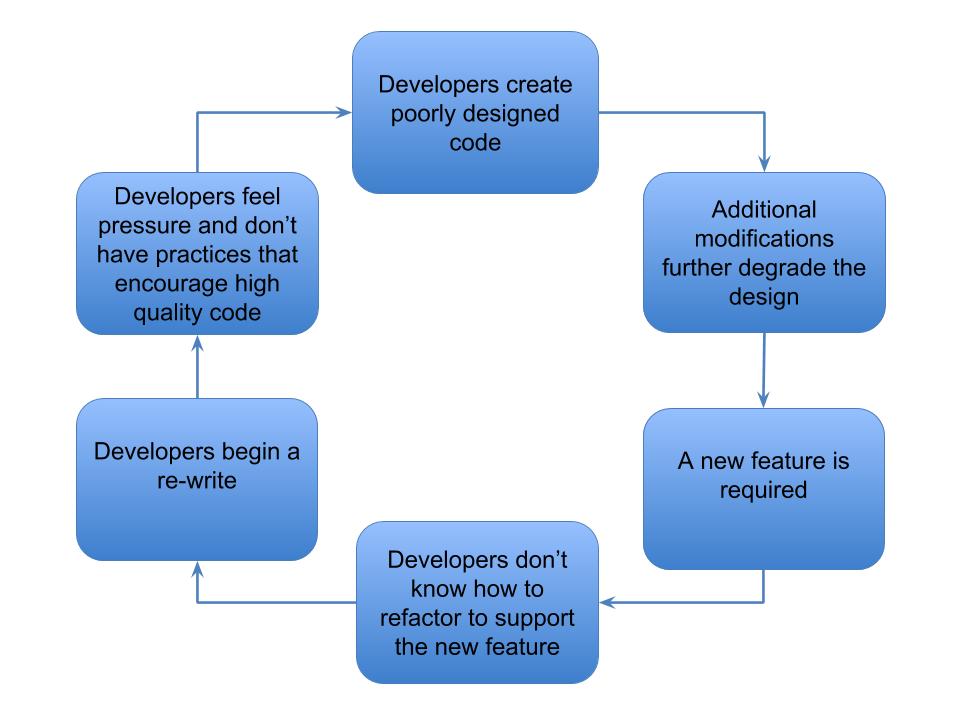 Developers create
poorly designed
code
Additional
modifications
further degrade the
design
A new feature is
required
Developers don’t
know how to
refactor to support
the new feature
Developers begin a
re-write
Developers feel
pressure and don’t
have practices that
encourage high
quality code